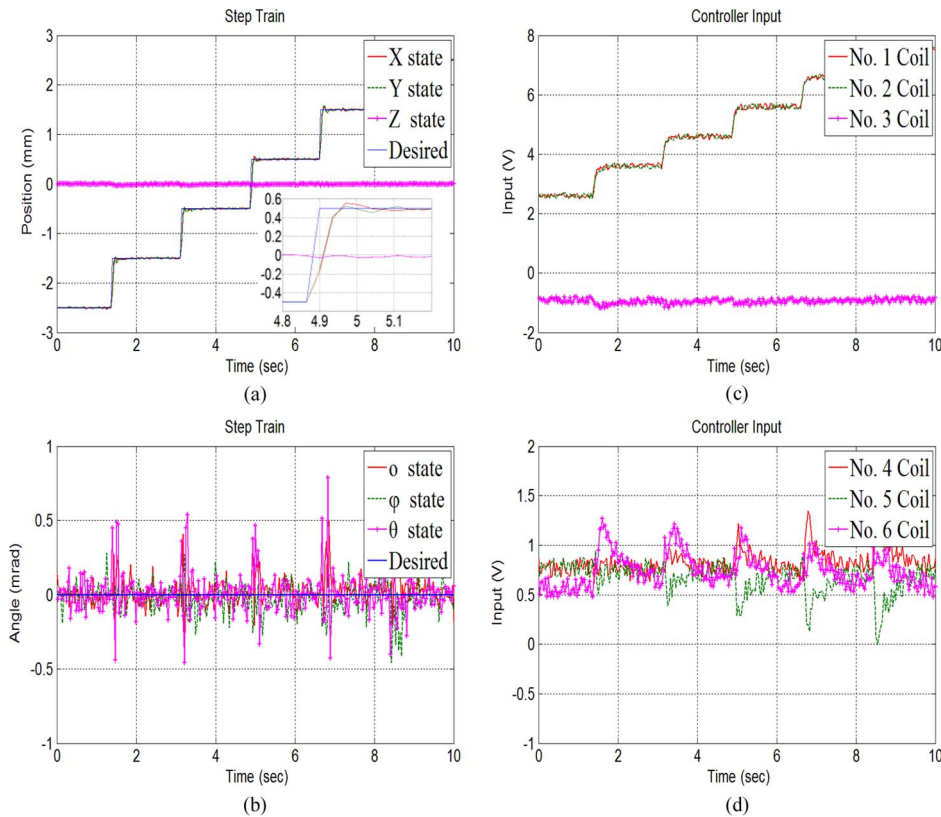 Step Train
Position (mm)
3
2
1
0
-1
-2
-3
X state
Y state
Z state
Desired
0.6
0.4
0.2
0
-0.2
-0.4
4.8 4.9 5 5.1
0 2 4 6 8 10
Time (sec)
(a)
Controller Input
Input (V)
8
6
4
2
0
-2
No. 1 Coil
No. 2 Coil
No. 3 Coil
0 2 4 6 8 10
Time (sec)
(c)
Step Train
Angle (mrad)
1
0.5
0
-0.5
-1
o state
φ state
θ state
Desired
0 2 4 6 8 10
Time (sec)
(b)
Controller Input
Input (V)
2
1.5
1
0.5
0
-0.5
-1
No. 4 Coil
No. 5 Coil
No. 6 Coil
0 2 4 6 8 10
Time (sec)
(d)